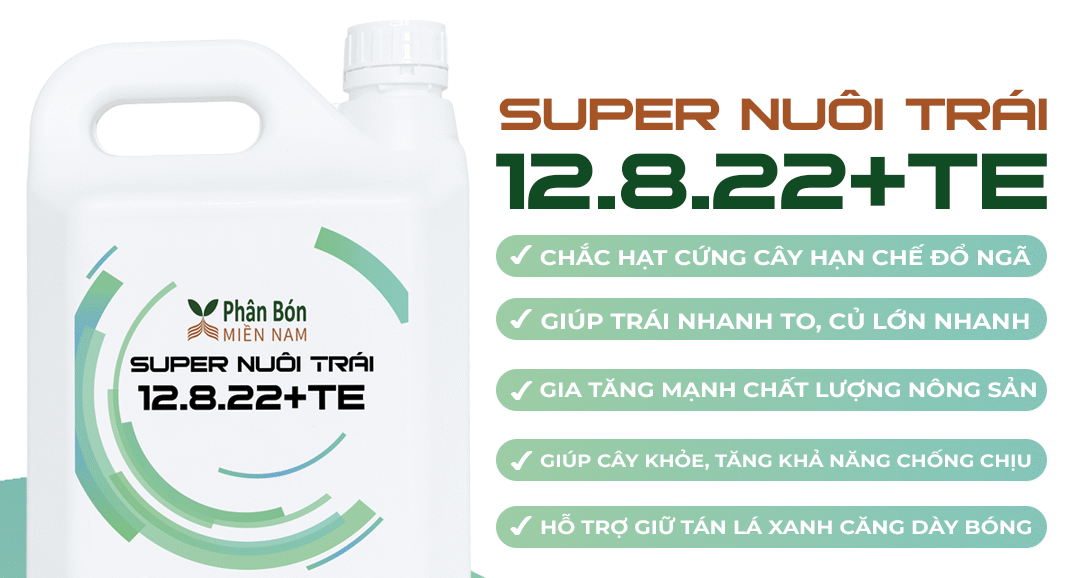 Phân Bón
MIỀN NAM
SUPER NUÔI TRÁI
12.8.22+TE
SUPER NUÔI TRÁI
12.8.22+TE
✓ CHẮC HẠT CỨNG CÂY HẠN CHẾ ĐỔ NGÃ
✓ GIÚP TRÁI NHANH TO, CỦ LỚN NHANH
✓ GIA TĂNG MẠNH CHẤT LƯỢNG NÔNG SẢN
✓ GIÚP CÂY KHỎE, TĂNG KHẢ NĂNG CHỐNG CHỊU
✓ HỖ TRỢ GIỮ TÁN LÁ XANH CĂNG DÀY BÓNG